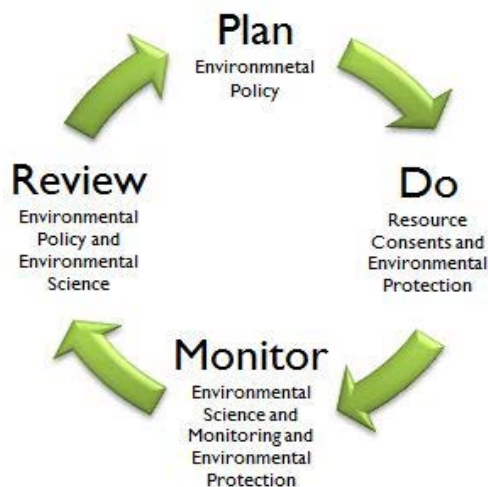 Plan
Environmnetal
Policy
Do
Resource
Consents and
Environmental
Protection
Monitor
Environmental
Science and
Monitoring and
Environmental
Protection
Review
Environmental
Policy and
Environmental
Science